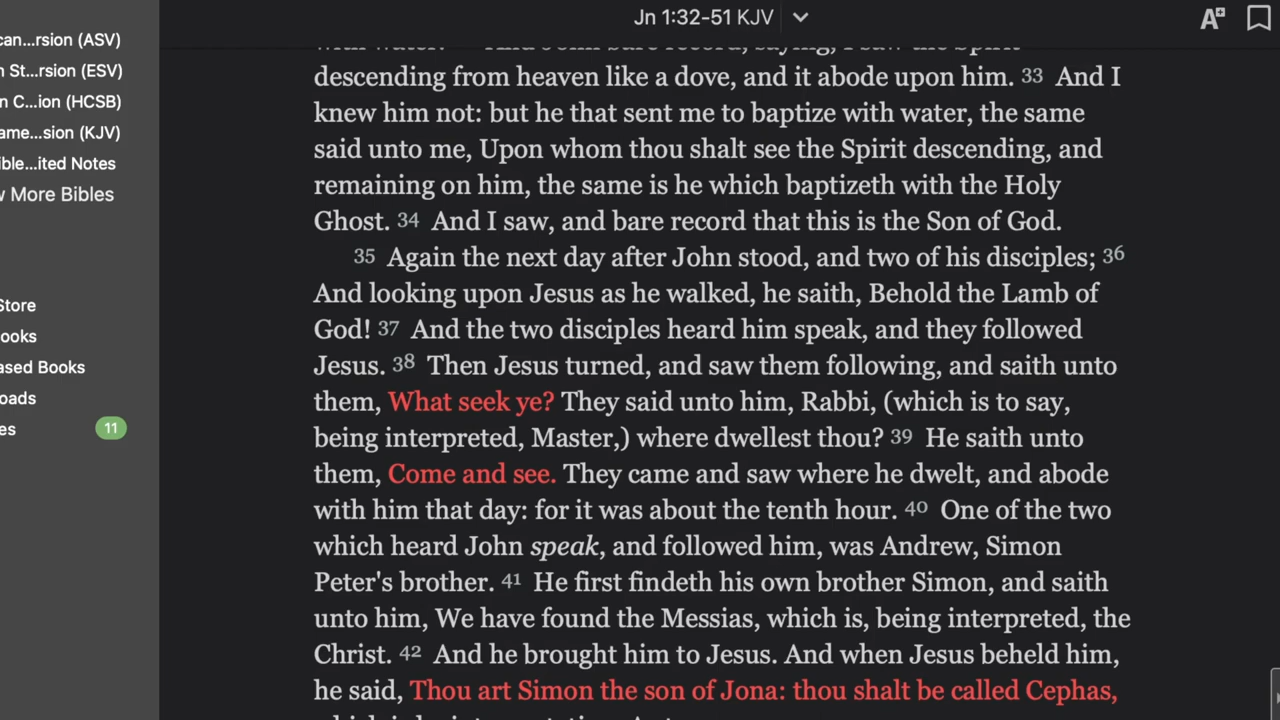 Jn 1:32-51 KJV
A+
can...rsion (ASV)
n St...rsion (ESV)
n C...ion (HCSB)
ame...sion (KJV)
ible...ited Notes
w More Bibles
Store
ooks
ased Books
oads
es
11
with water. And John bare record, saying, I saw the Spirit
descending from heaven like a dove, and it abode upon him. 33 And I
knew him not: but he that sent me to baptize with water, the same
said unto me, Upon whom thou shalt see the Spirit descending, and
remaining on him, the same is he which baptizeth with the Holy
Ghost. 34 And I saw, and bare record that this is the Son of God.
35 Again the next day after John stood, and two of his disciples; 36
And looking upon Jesus as he walked, he saith, Behold the Lamb of
God! 37 And the two disciples heard him speak, and they followed
Jesus. 38 Then Jesus turned, and saw them following, and saith unto
them, What seek ye? They said unto him, Rabbi, (which is to say,
being interpreted, Master,) where dwellest thou? 39 He saith unto
them, Come and see. They came and saw where he dwelt, and abode
with him that day: for it was about the tenth hour. 40 One of the two
which heard John speak, and followed him, was Andrew, Simon
Peter's brother. 41 He first findeth his own brother Simon, and saith
unto him, We have found the Messias, which is, being interpreted, the
Christ. 42 And he brought him to Jesus. And when Jesus beheld him,
he said, Thou art Simon the son of Jona: thou shalt be called Cephas,